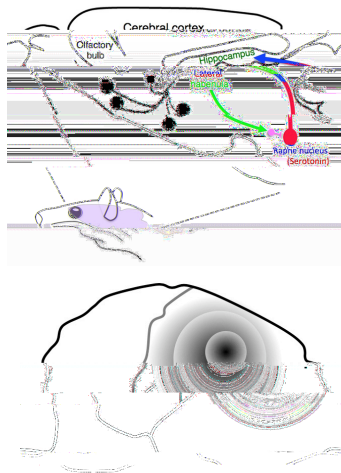 Cerebral cortex
Olfactory
bulb
Hippocampus
Lateral
habenula
Raphe nucleus
(Serotonin)